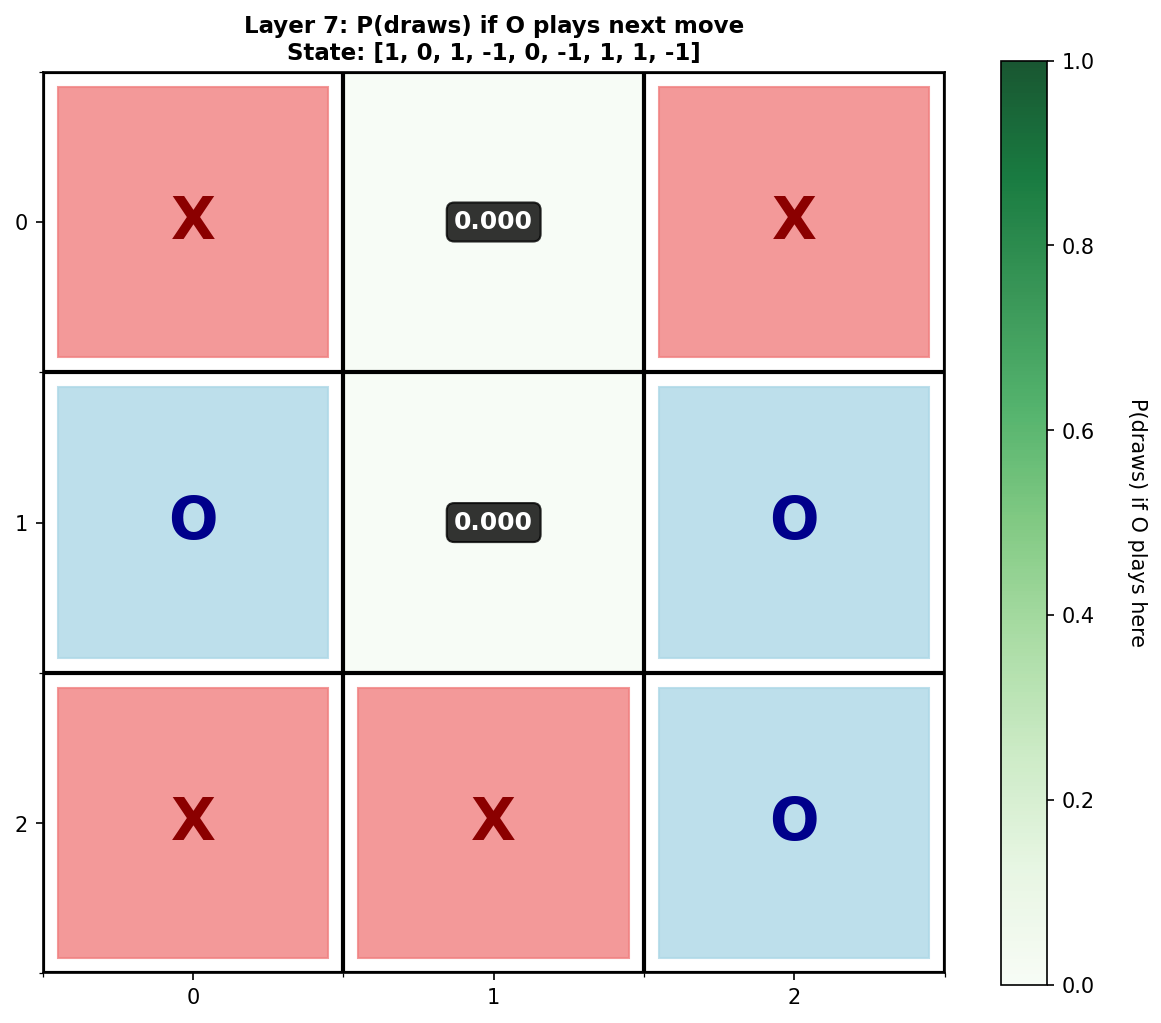 Layer 7: P(draws) if O plays next move
State: [1, 0, 1, -1, 0, -1, 1, 1, -1]
X
0.000
X
O
0.000
O
X
X
O
0
1
2
0
1
2
1.0
0.8
0.6
0.4
0.2
0.0
P(draws) if O plays here